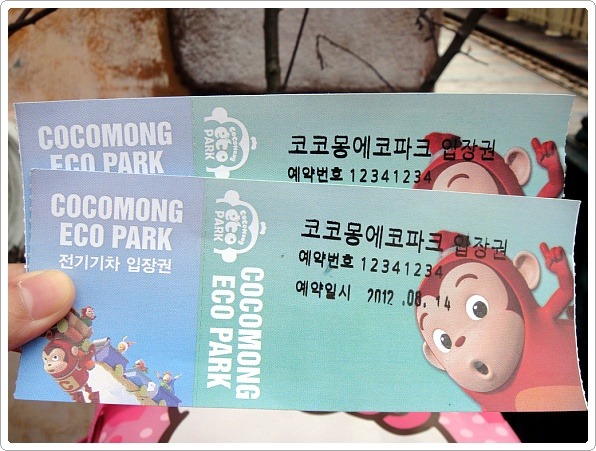 COCOMONG
ECO PARK
cocomong
eco
PARK
코코몽에코파크 입장권
예약번호 12341234
COCOMONG
ECO PARK
전기기차 입장권
cocomong
eco
PARK
COCOMONG
ECO PARK
코코몽에코파크 입장권
예약번호 12341234
예약일시 2012 .08. 14